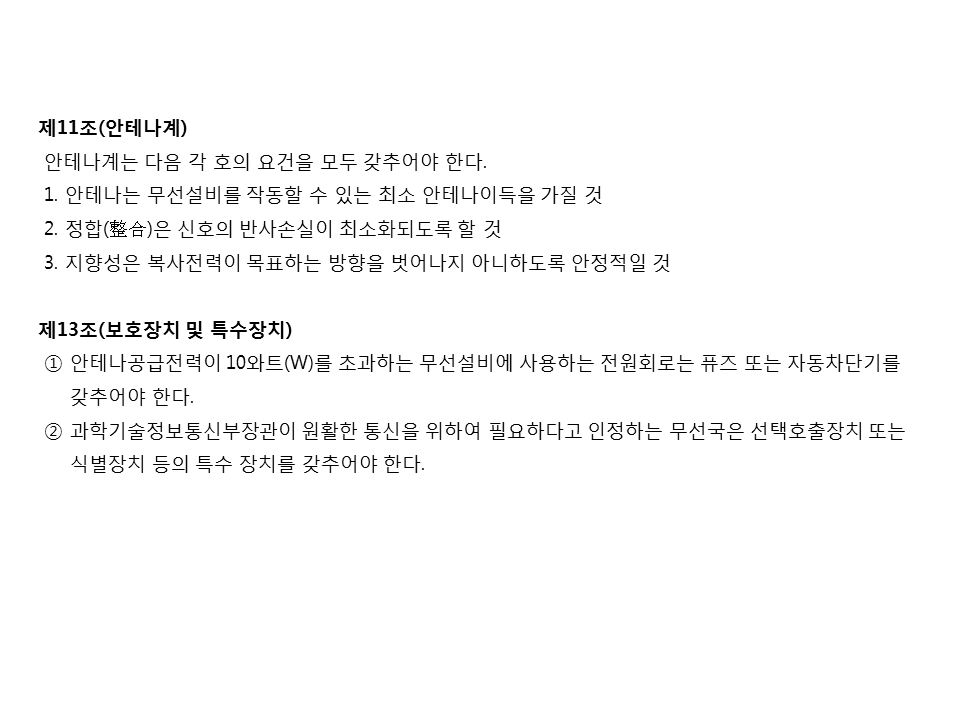 제11조(안테나계)
안테나계는 다음 각 호의 요건을 모두 갖추어야 한다.
1. 안테나는 무선설비를 작동할 수 있는 최소 안테나이득을 가질 것
2. 정합(整合)은 신호의 반사손실이 최소화되도록 할 것
3. 지향성은 복사전력이 목표하는 방향을 벗어나지 아니하도록 안정적일 것
제13조(보호장치 및 특수장치)
① 안테나공급전력이 10와트(W)를 초과하는 무선설비에 사용하는 전원회로는 퓨즈 또는 자동차단기를
갖추어야 한다.
② 과학기술정보통신부장관이 원활한 통신을 위하여 필요하다고 인정하는 무선국은 선택호출장치 또는
식별장치 등의 특수 장치를 갖추어야 한다.